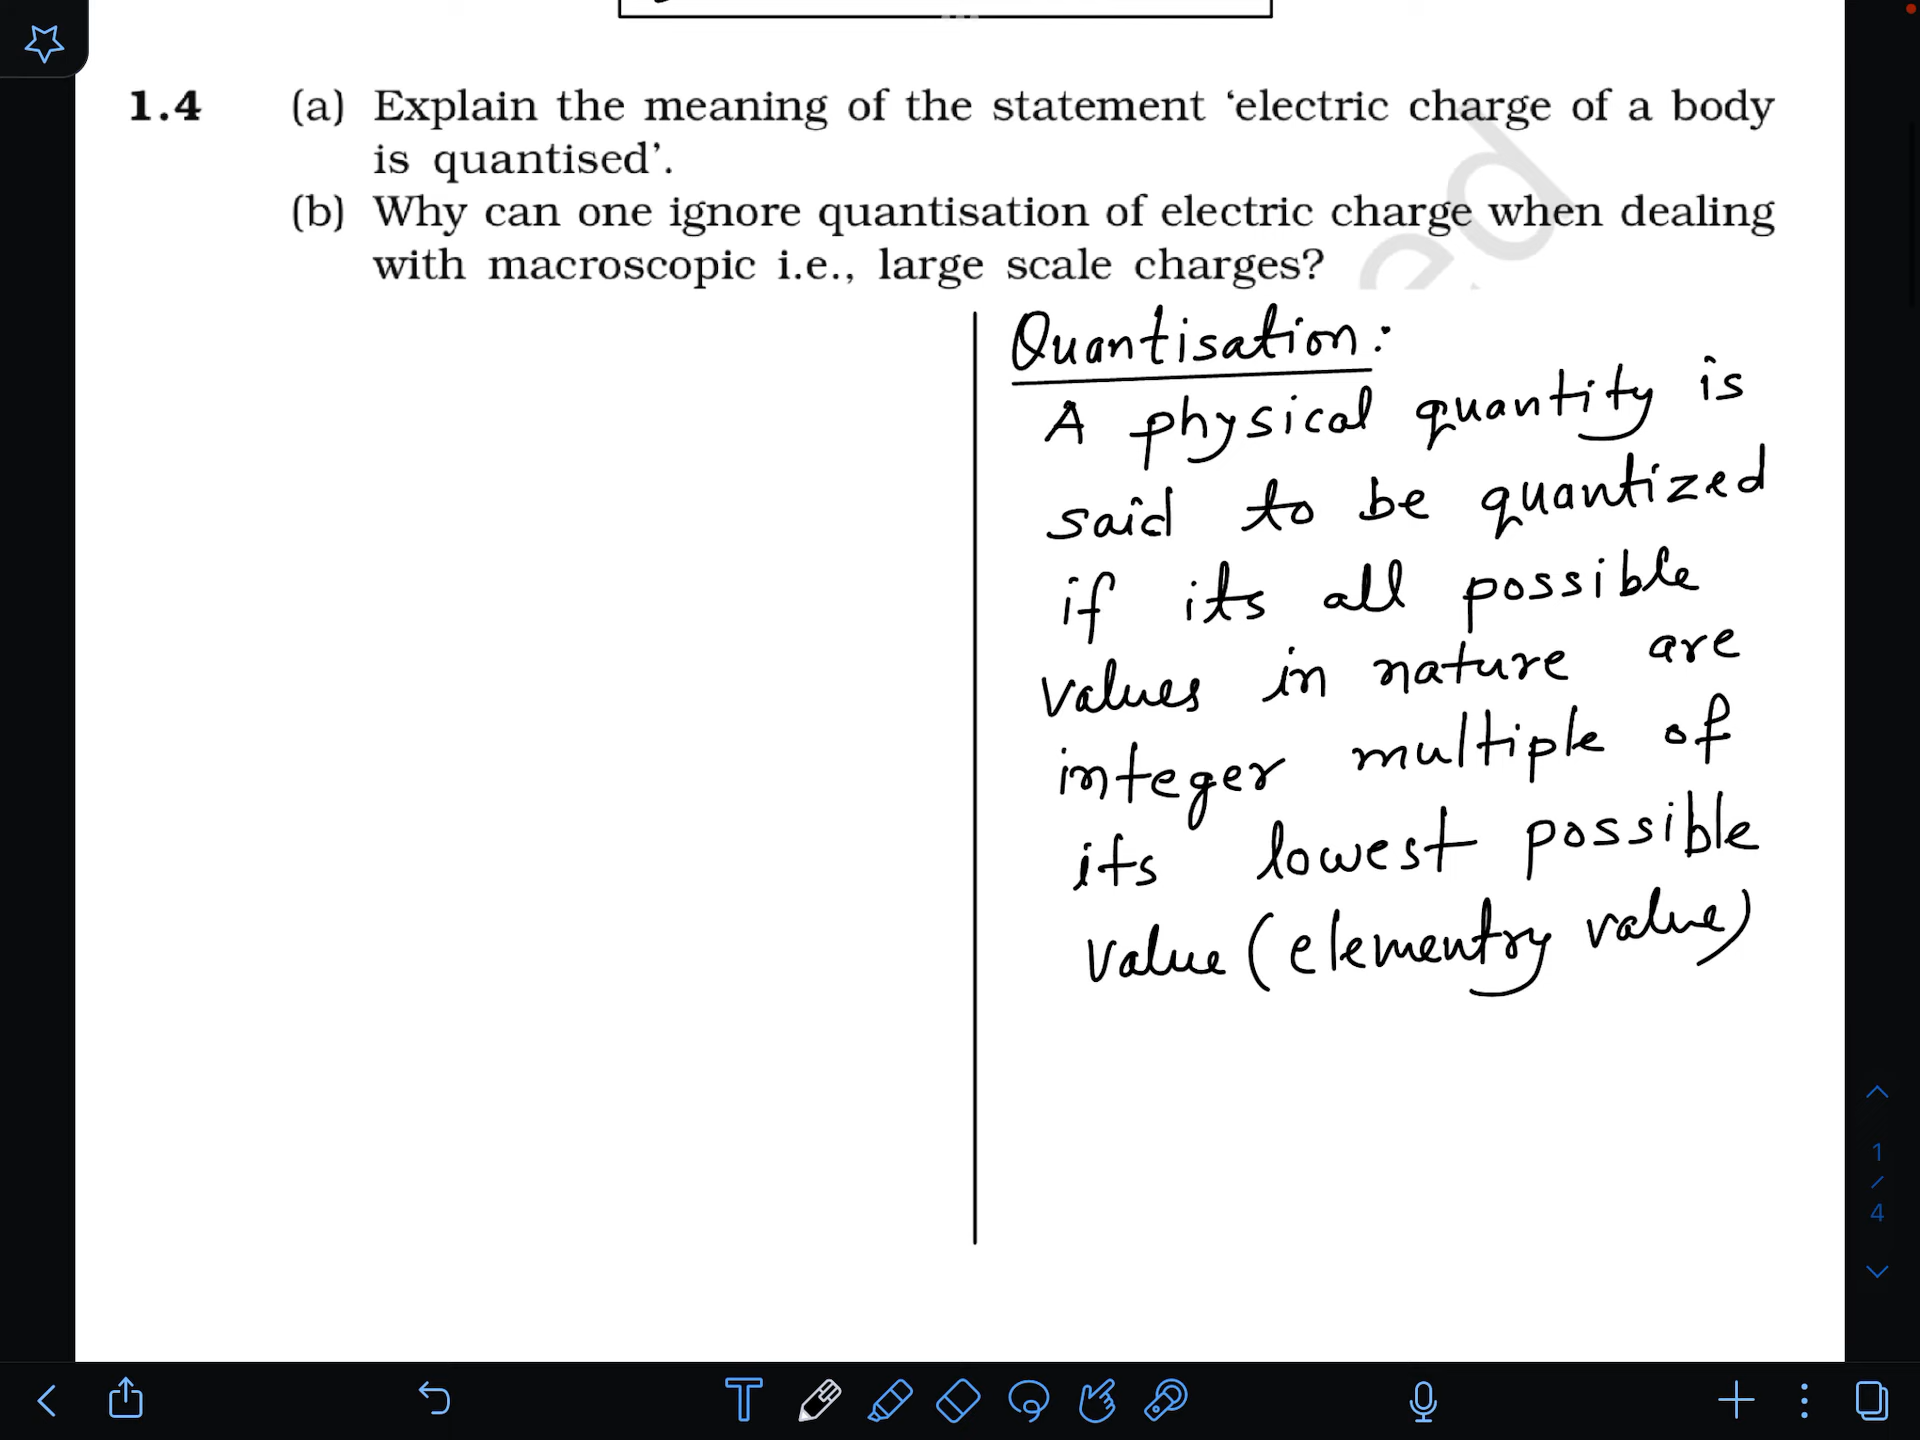 1.4 (a) Explain the meaning of the statement ‘electric charge of a body
is quantised’.
(b) Why can one ignore quantisation of electric charge when dealing
with macroscopic i.e., large scale charges?
Quantisation:
A physical quantity is
said to be quantized
if its all possible
values in nature are
integer multiple of
its lowest possible
value (elementry value)
1
/
4
T